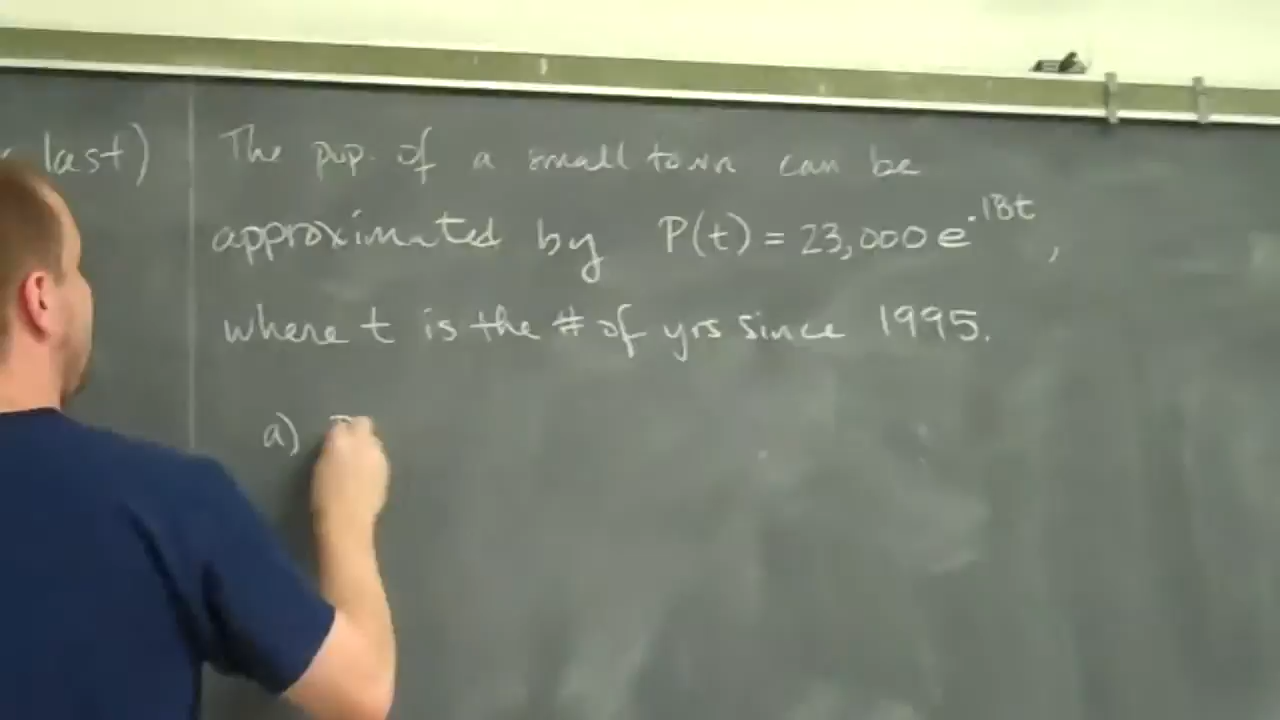 last)
The pop. of a small town can be
approximated by P(t) = 23,000 e^.13t,
where t is the # of yrs since 1995.
a)